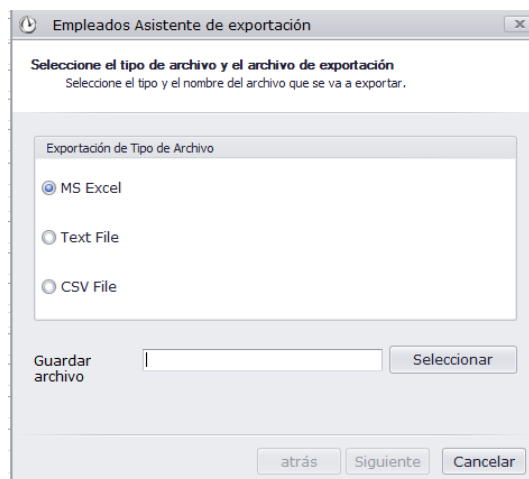 Empleados Asistente de exportación
Seleccione el tipo de archivo y el archivo de exportación
Seleccione el tipo y el nombre del archivo que se va a exportar.
Exportación de Tipo de Archivo
MS Excel
Text File
CSV File
Guardar
archivo
Seleccionar
atrás Siguiente Cancelar